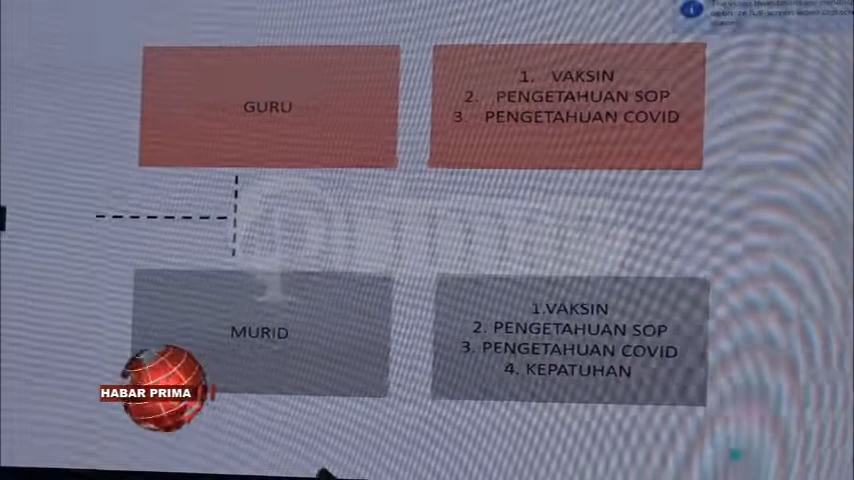 GURU
1. VAKSIN
2. PENGETAHUAN SOP
3. PENGETAHUAN COVID
MURID
1.VAKSIN
2. PENGETAHUAN SOP
3. PENGETAHUAN COVID
4. KEPATUHAN
HABAR PRIMA